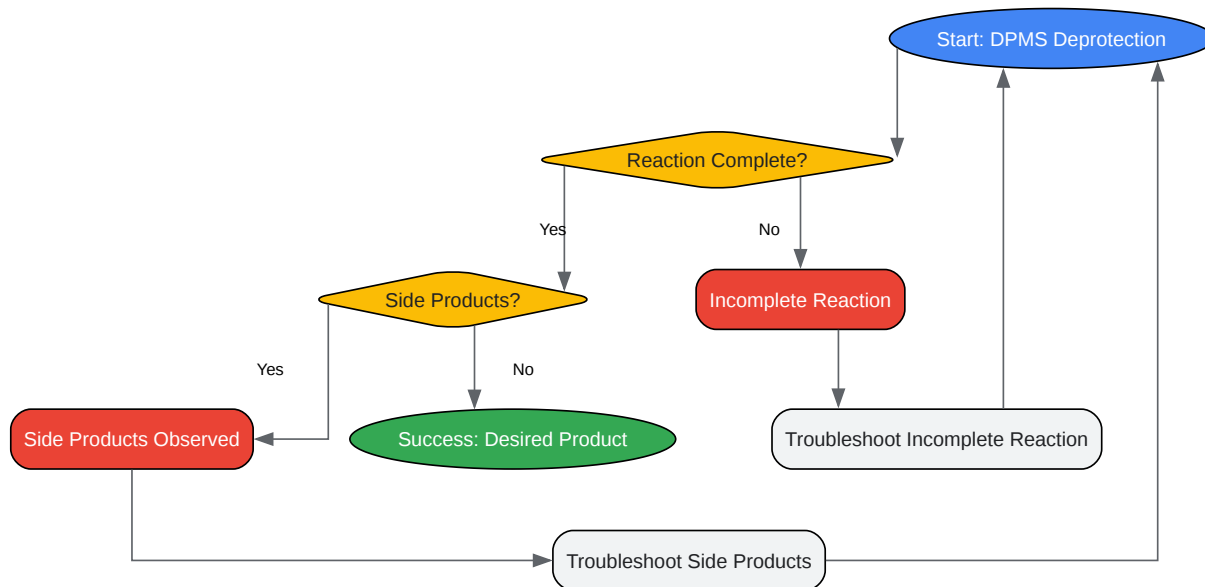 Start: DPMS Deprotection
Reaction Complete?
Yes
No
Side Products?
Incomplete Reaction
Yes
No
Side Products Observed
Success: Desired Product
Troubleshoot Incomplete Reaction
Troubleshoot Side Products